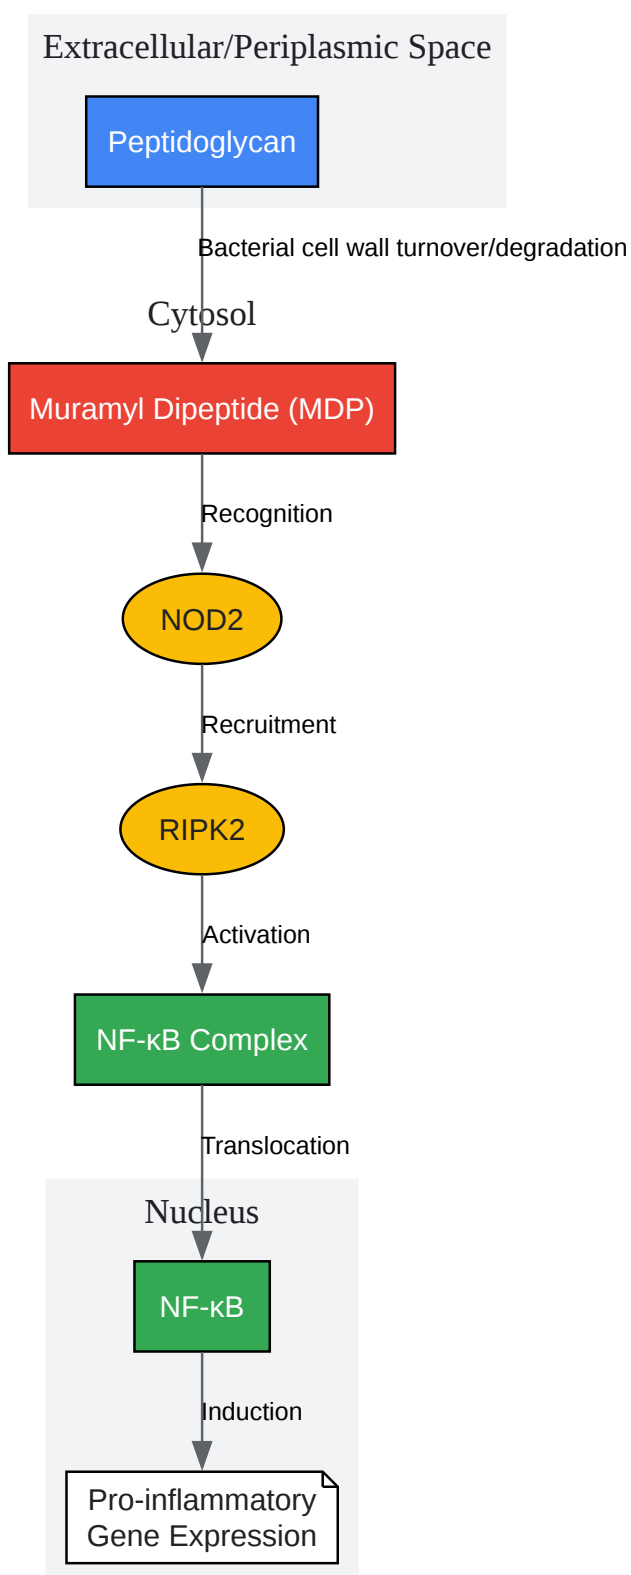 Extracellular/Periplasmic Space
Peptidoglycan
Bacterial cell wall turnover/degradation
Cytosol
Muramyl Dipeptide (MDP)
Recognition
NOD2
Recruitment
RIPK2
Activation
NF-κB Complex
Translocation
Nucleus
NF-κB
Induction
Pro-inflammatory
Gene Expression